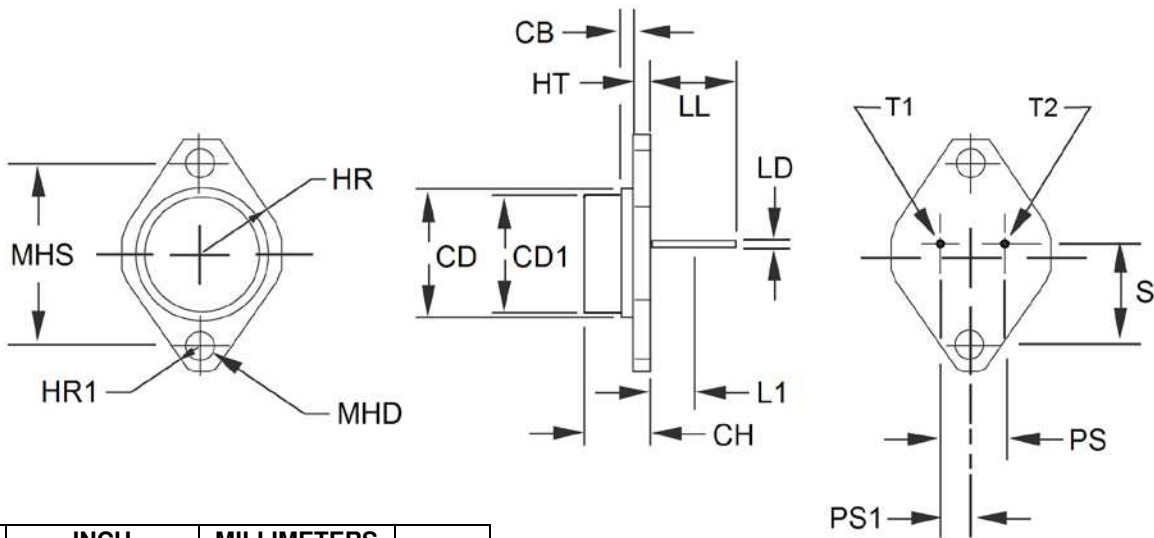 CB
HT
LL
T1
T2
HR
LD
MHS
CD
CD1
S
HR1
MHD
L1
CH
PS
PS1
INCH
MILLIMETERS